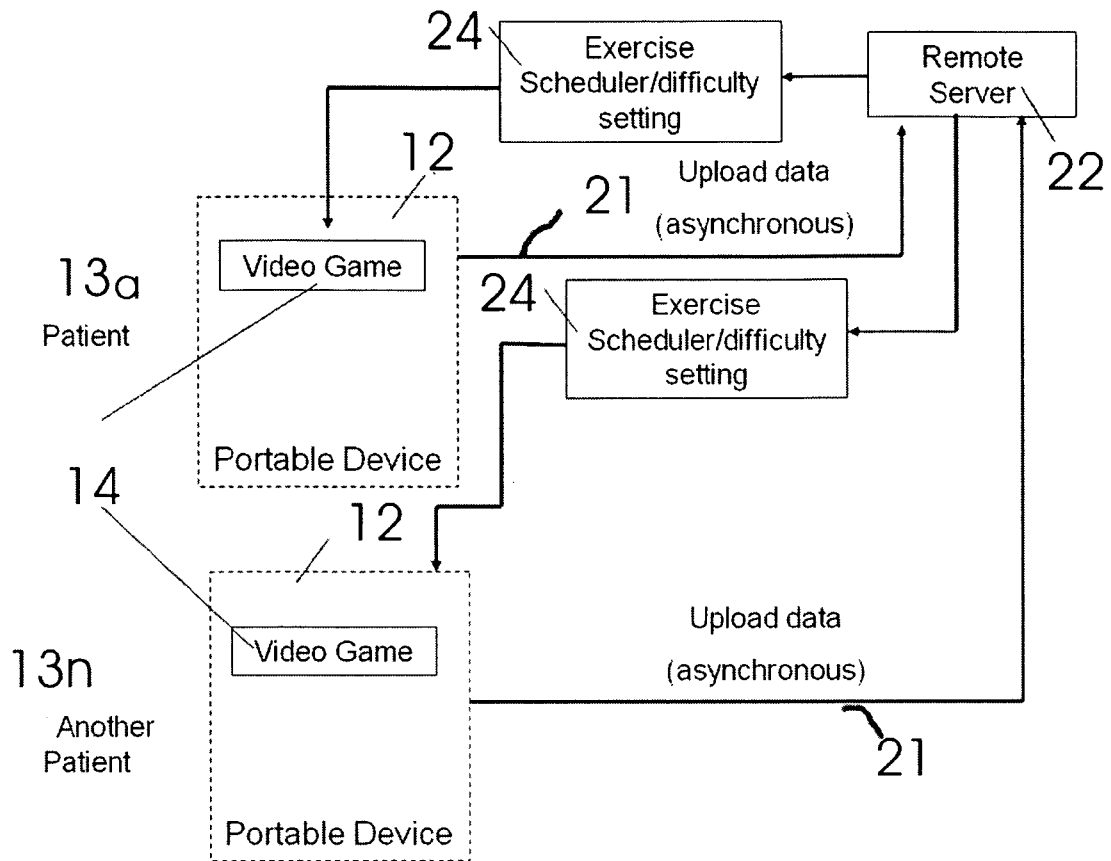 24
Exercise
Scheduler/difficulty
setting
Remote
Server
22
12
21
Upload data
(asynchronous)
13a
Patient
Video Game
Portable Device
24
Exercise
Scheduler/difficulty
setting
14
12
13n
Another
Patient
Video Game
Portable Device
Upload data
(asynchronous)
21